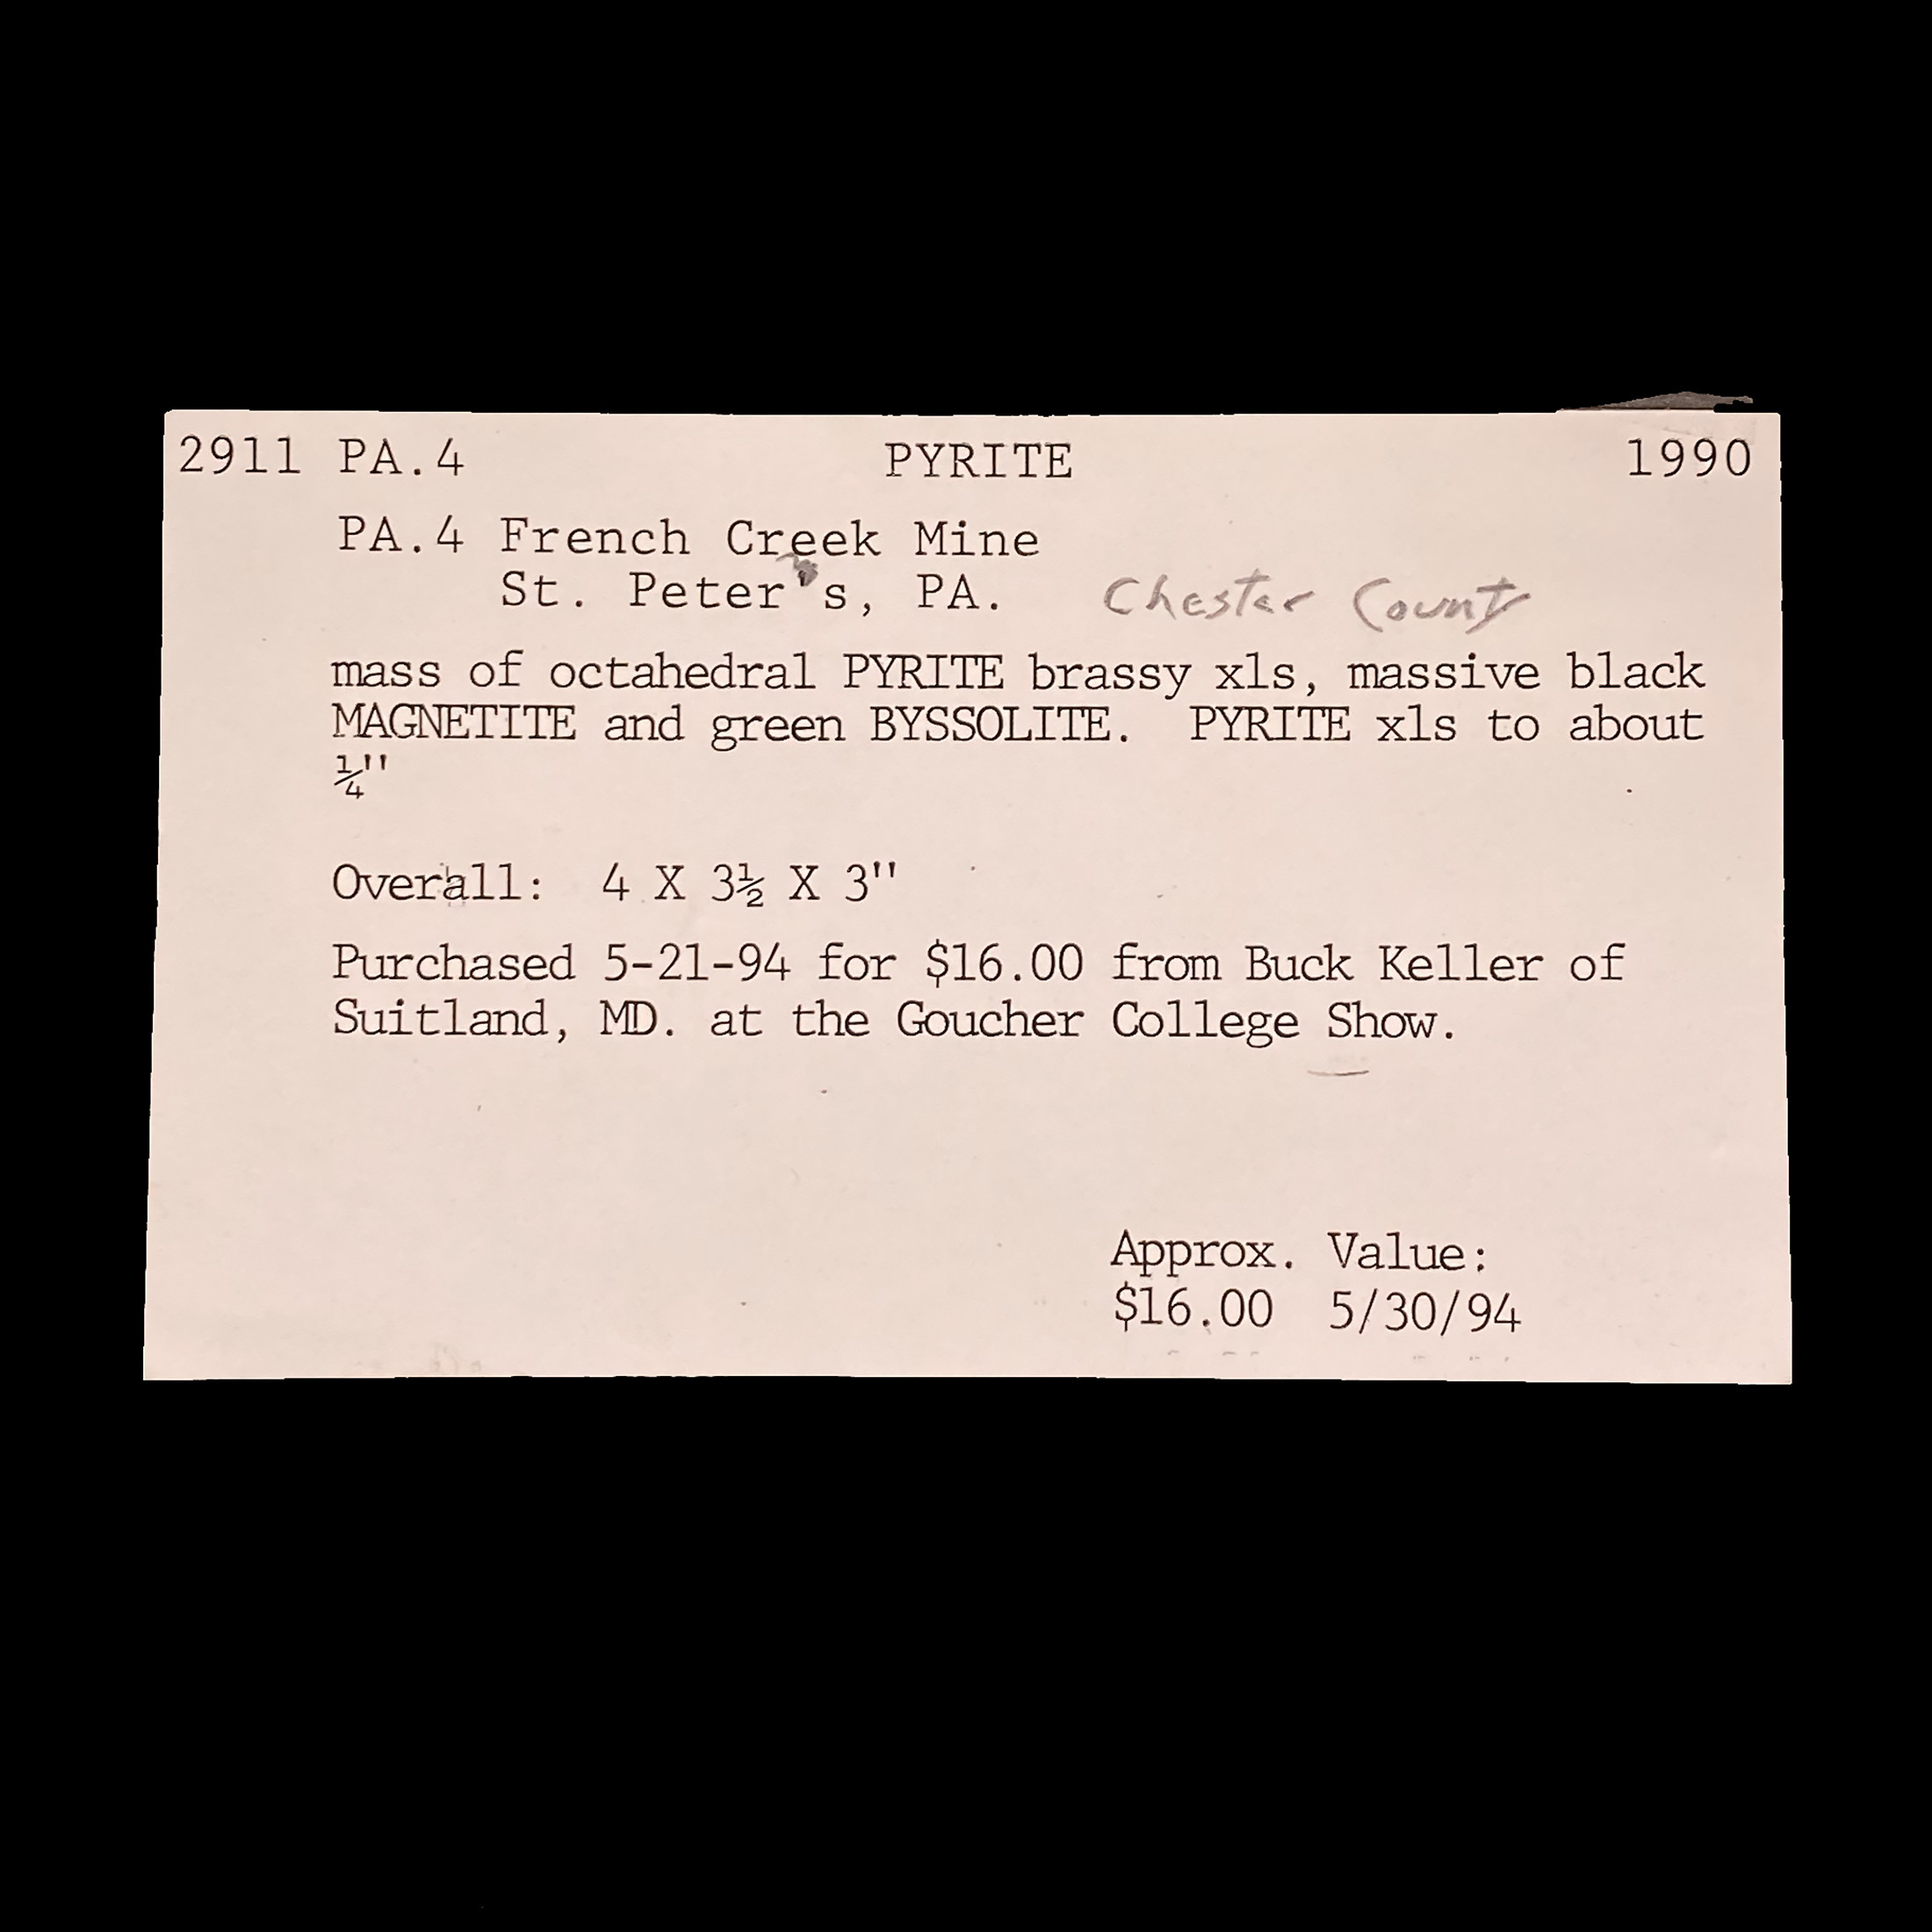 2911 PA.4 PYRITE 1990
PA.4 French Creek Mine
St. Peter's, PA. Chester County
mass of octahedral PYRITE brassy xls, massive black
MAGNETITE and green BYSSOLITE. PYRITE xls to about
¼"
Overall: 4 X 3½ X 3"
Purchased 5-21-94 for $16.00 from Buck Keller of
Suitland, MD. at the Goucher College Show.
Approx. Value:
$16.00 5/30/94